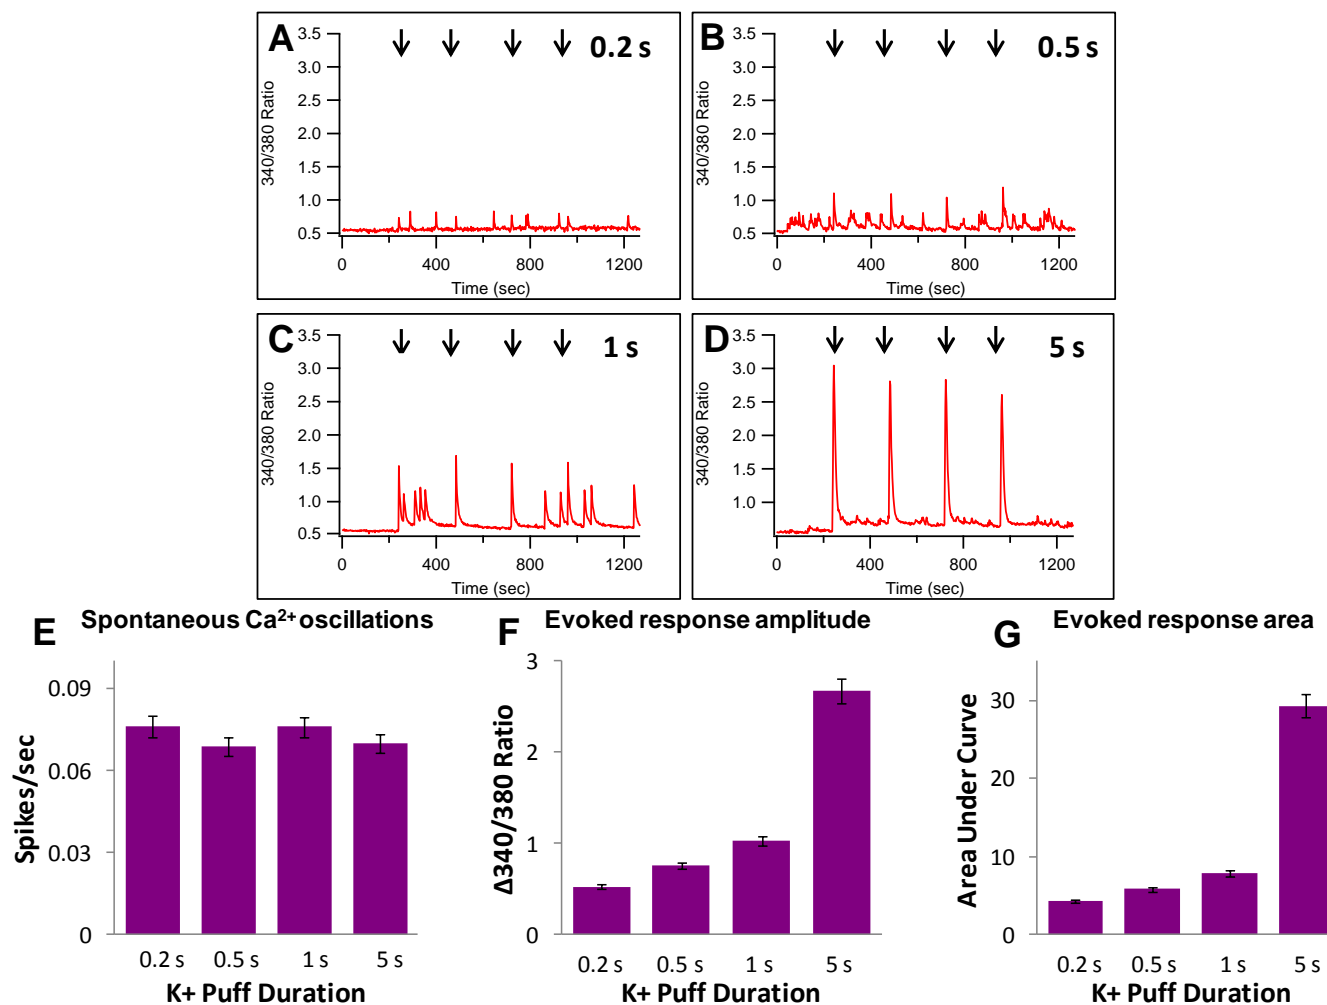 A
0.2 s
3.5
3.0
2.5
2.0
1.5
1.0
0.5
340/380 Ratio
0
400
800
1200
Time (sec)
B
0.5 s
3.5
3.0
2.5
2.0
1.5
1.0
0.5
340/380 Ratio
0
400
800
1200
Time (sec)
C
1 s
3.5
3.0
2.5
2.0
1.5
1.0
0.5
340/380 Ratio
0
400
800
1200
Time (sec)
D
5 s
3.5
3.0
2.5
2.0
1.5
1.0
340/380 Ratio
0
400
800
1200
Time (sec)
E
Spontaneous Ca²⁺ oscillations
0.09
0.06
0.03
0
Spikes/sec
0.2 s
0.5 s
1 s
5 s
K+ Puff Duration
F
Evoked response amplitude
3
2
1
0
Δ340/380 Ratio
0.2 s
0.5 s
1 s
5 s
K+ Puff Duration
G
Evoked response area
30
20
10
0
Area Under Curve
0.2 s
0.5 s
1 s
5 s
K+ Puff Duration